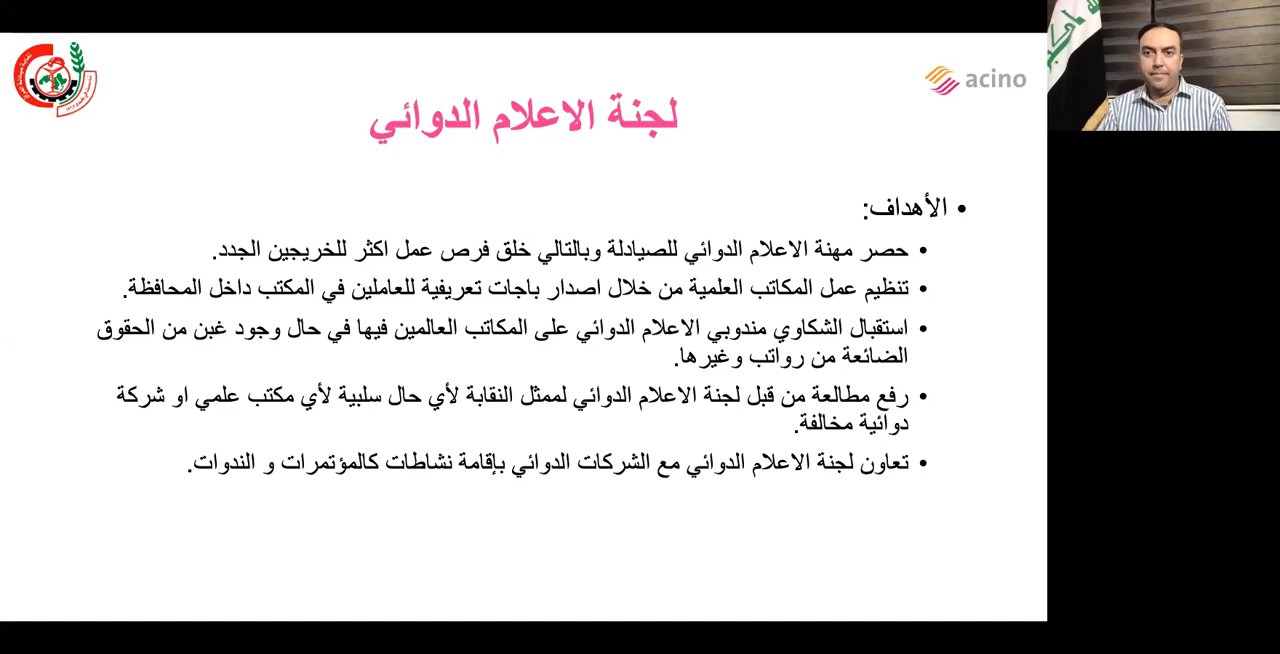 acino
لجنة الاعلام الدوائي
• الأهداف:
• حصر مهنة الاعلام الدوائي للصيادلة وبالتالي خلق فرص عمل اكثر للخريجين الجدد.
• تنظيم عمل المكاتب العلمية من خلال اصدار باجات تعريفية للعاملين في المكتب داخل المحافظة.
• استقبال الشكاوي مندوبي الاعلام الدوائي على المكاتب العالمين فيها في حال وجود غبن من الحقوق
الضائعة من رواتب وغيرها.
• رفع مطالعة من قبل لجنة الاعلام الدوائي لممثل النقابة لأي حال سلبية لأي مكتب علمي او شركة
دوائية مخالفة.
• تعاون لجنة الاعلام الدوائي مع الشركات الدوائي بإقامة نشاطات كالمؤتمرات و الندوات.